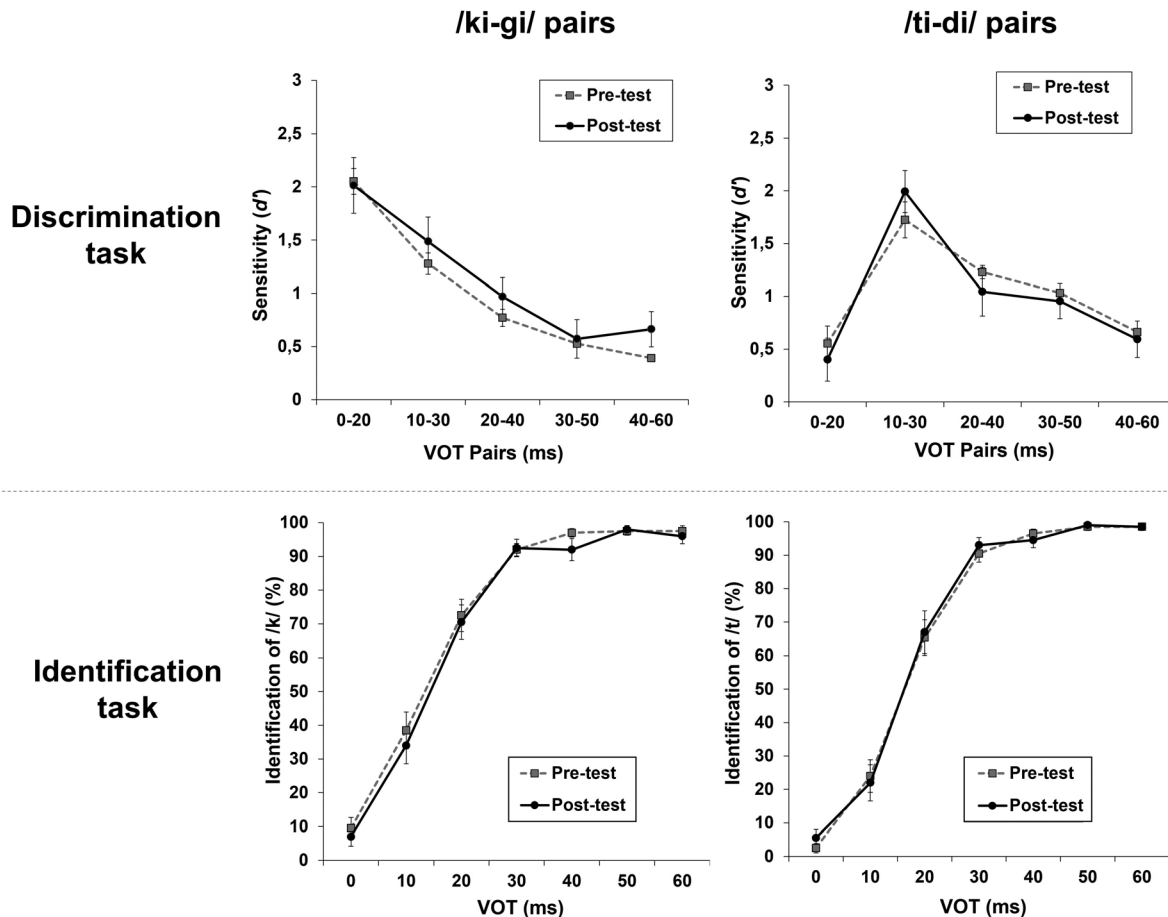 /ki-gi/ pairs
/ti-di/ pairs
Discrimination
task
Sensitivity (d')
3
2,5
2
1,5
1
0,5
0
Pre-test
Post-test
0-20 10-30 20-40 30-50 40-60
VOT Pairs (ms)
Sensitivity (d')
3
2,5
2
1,5
1
0,5
0
Pre-test
Post-test
0-20 10-30 20-40 30-50 40-60
VOT Pairs (ms)
Identification
task
Identification of /k/ (%)
100
90
80
70
60
50
40
30
20
10
0
Pre-test
Post-test
0 10 20 30 40 50 60
VOT (ms)
Identification of /t/ (%)
100
90
80
70
60
50
40
30
20
10
0
Pre-test
Post-test
0 10 20 30 40 50 60
VOT (ms)